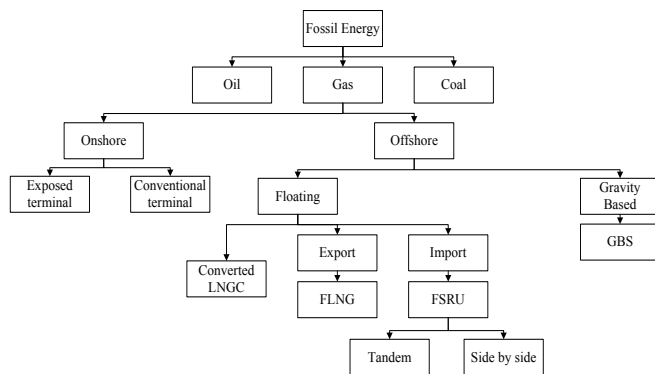 Fossil Energy
Oil
Gas
Coal
Onshore
Offshore
Exposed
terminal
Conventional
terminal
Floating
Gravity
Based
Converted
LNGC
Export
Import
GBS
FLNG
FSRU
Tandem
Side by side